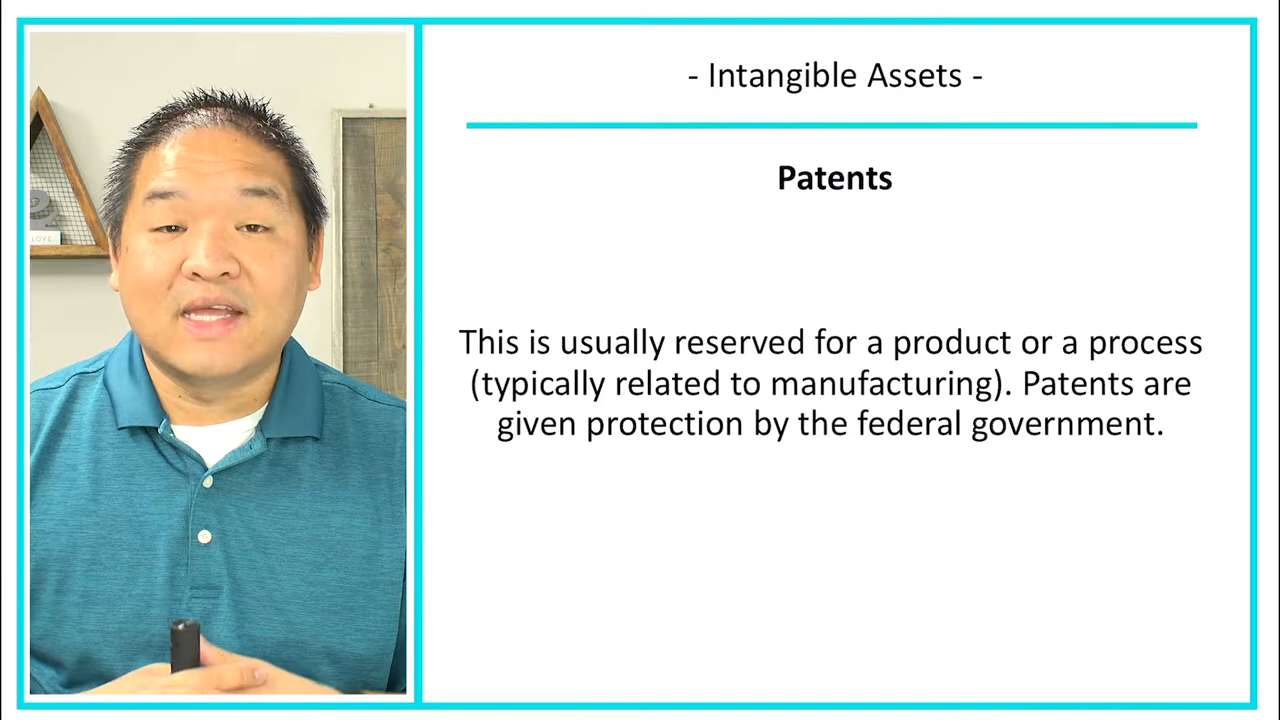 - Intangible Assets -
Patents
This is usually reserved for a product or a process
(typically related to manufacturing). Patents are
given protection by the federal government.
LOVE